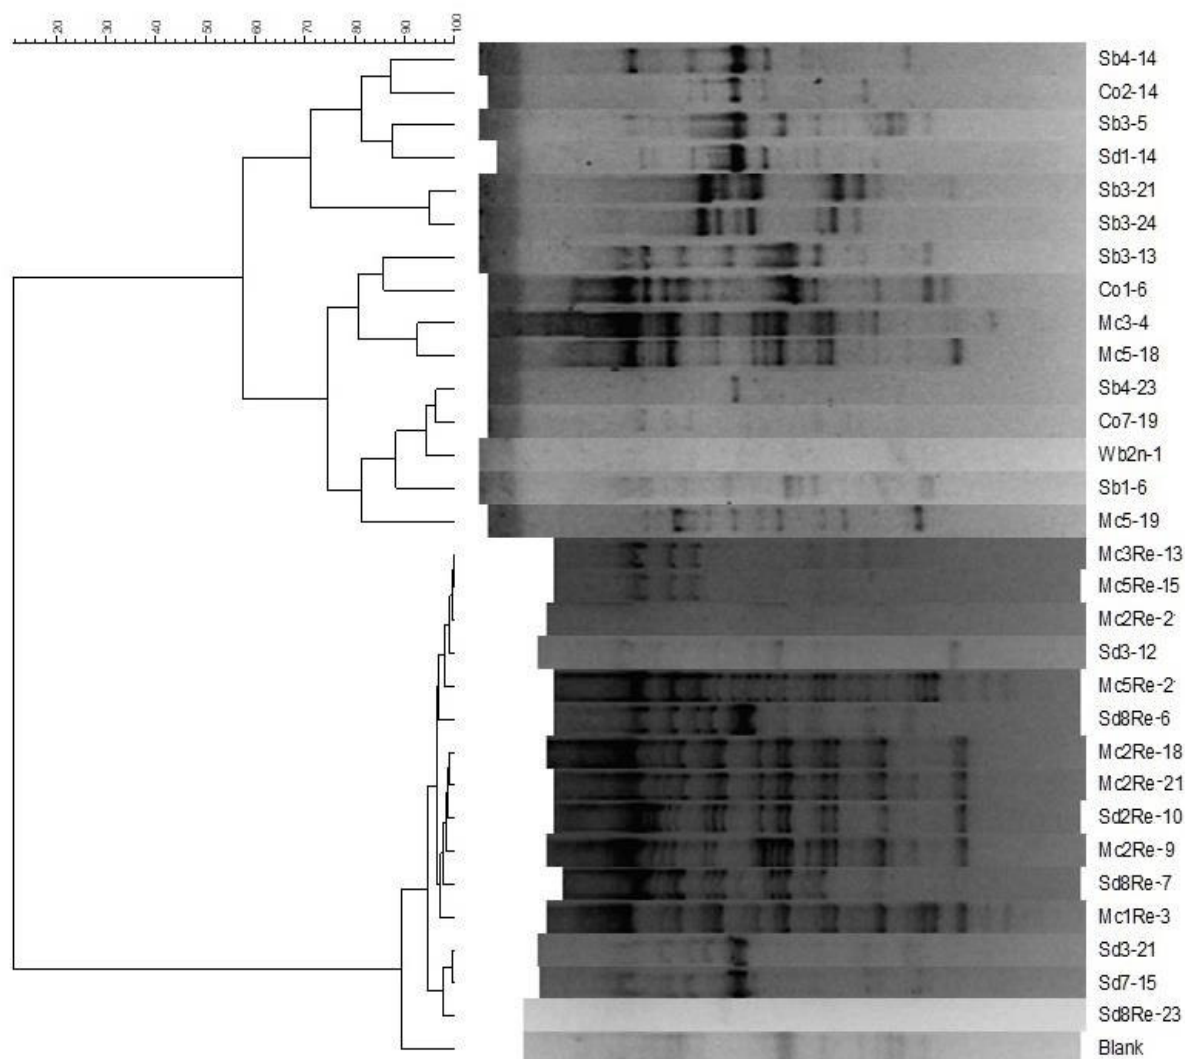 20 30 40 50 60 70 80 90 100
Sb4-14
Co2-14
Sb3-5
Sd1-14
Sb3-21
Sb3-24
Sb3-13
Co1-6
Mc3-4
Mc5-18
Sb4-23
Co7-19
Wb2n-1
Sb1-6
Mc5-19
Mc3Re-13
Mc5Re-15
Mc2Re-2
Sd3-12
Mc5Re-2
Sd8Re-6
Mc2Re-18
Mc2Re-21
Sd2Re-10
Mc2Re-9
Sd8Re-7
Mc1Re-3
Sd3-21
Sd7-15
Sd8Re-23
Blank